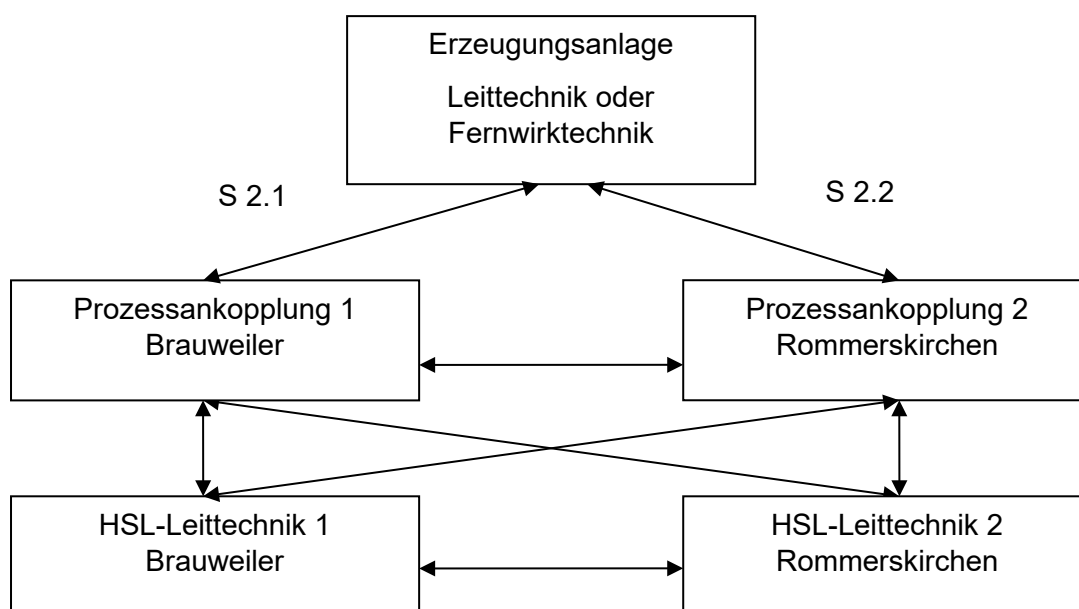 Erzeugungsanlage
Leittechnik oder
Fernwirktechnik
S 2.1
S 2.2
Prozessankopplung 1
Brauweiler
Prozessankopplung 2
Rommerskirchen
HSL-Leittechnik 1
Brauweiler
HSL-Leittechnik 2
Rommerskirchen